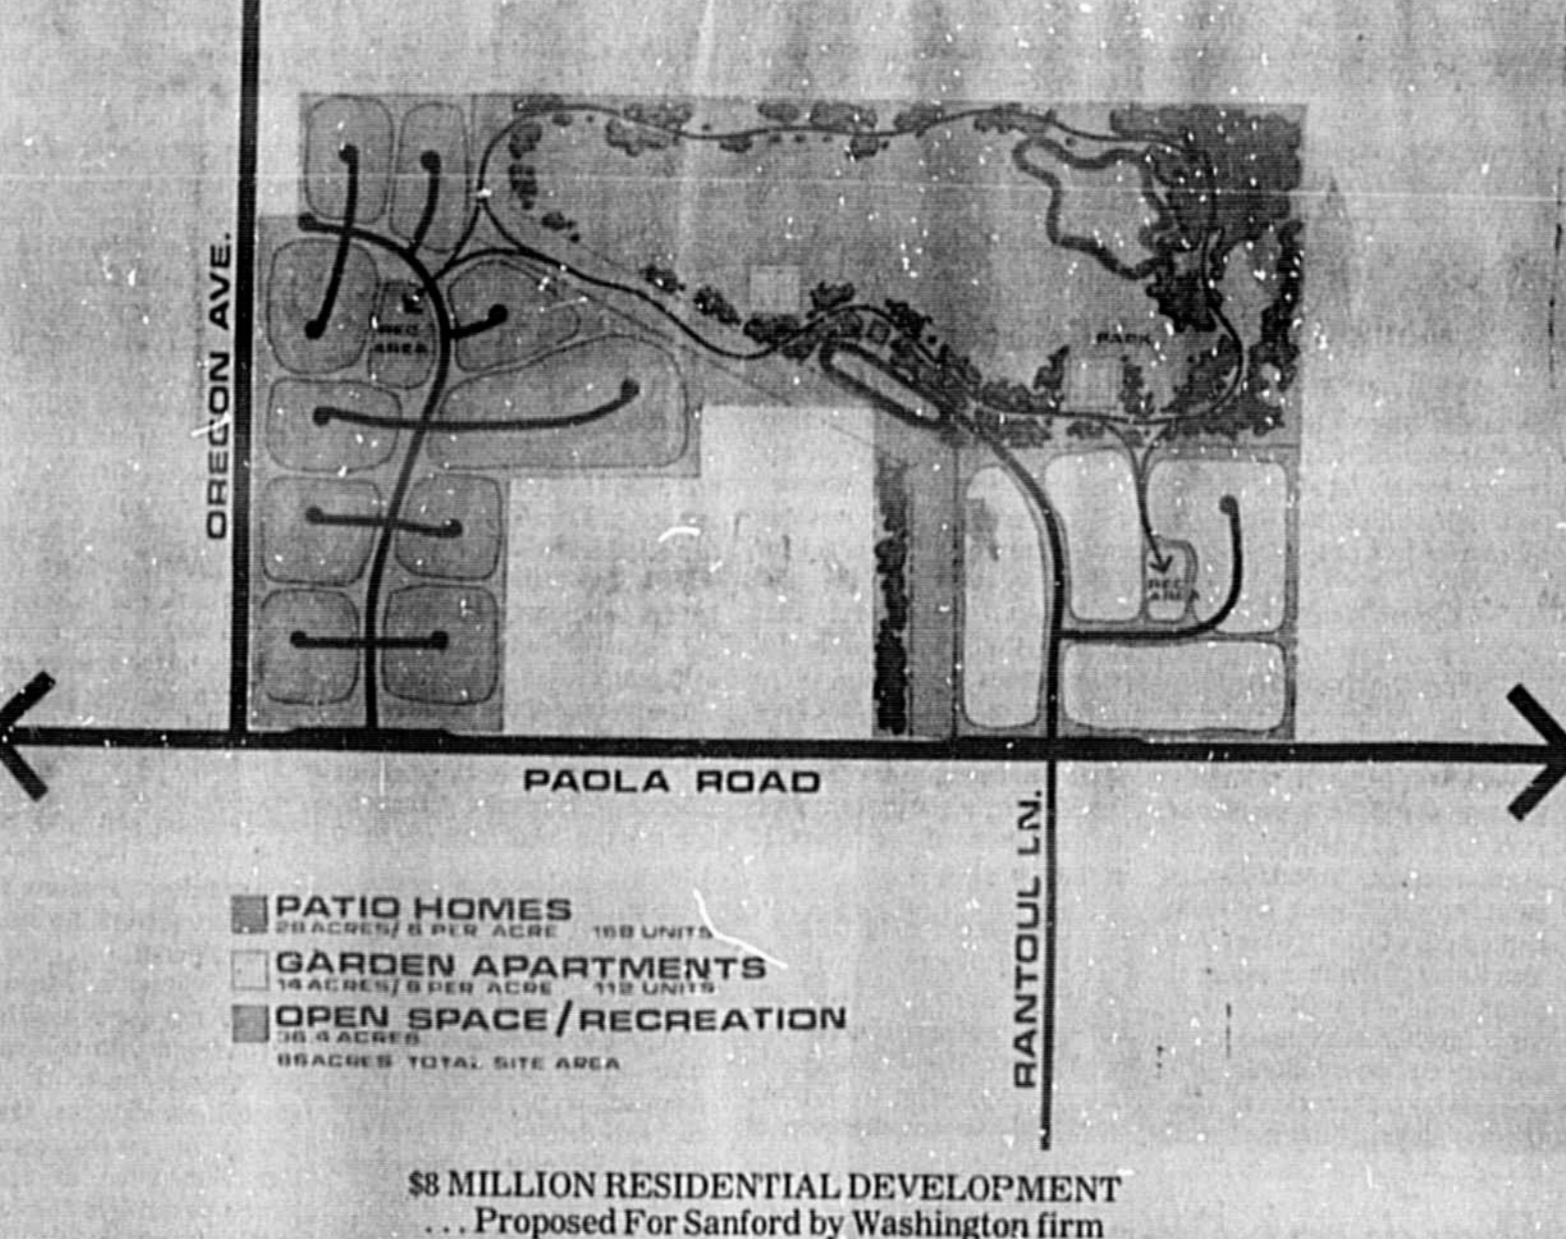 OREGON AVE.
REC.
AREA
PARK
REC.
AREA
PAOLA ROAD
RANTOUL LN.
PATIO HOMES
28 ACRES/6 PER ACRE 168 UNITS
GARDEN APARTMENTS
14 ACRES/8 PER ACRE 112 UNITS
OPEN SPACE/RECREATION
36.4 ACRES
86 ACRES TOTAL SITE AREA
$8 MILLION RESIDENTIAL DEVELOPMENT
. . . Proposed For Sanford by Washington firm